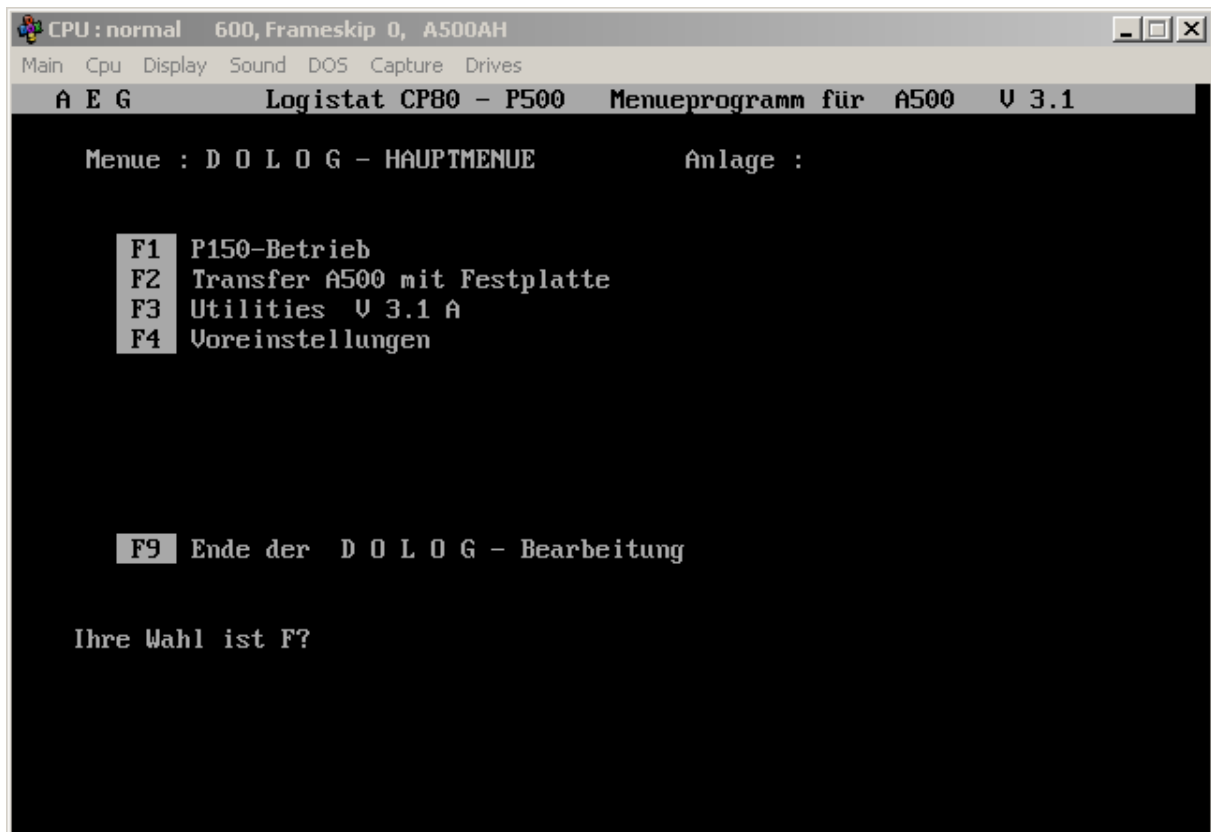 CPU : normal 600, Frameskip 0, A500AH
Main Cpu Display Sound DOS Capture Drives
A E G Logistat CP80 - P500 Menueprogramm für A500 V 3.1
Menue : D O L O G - HAUPTMENUE Anlage :
F1 P150-Betrieb
F2 Transfer A500 mit Festplatte
F3 Utilities V 3.1 A
F4 Voreinstellungen
F9 Ende der D O L O G - Bearbeitung
Ihre Wahl ist F?